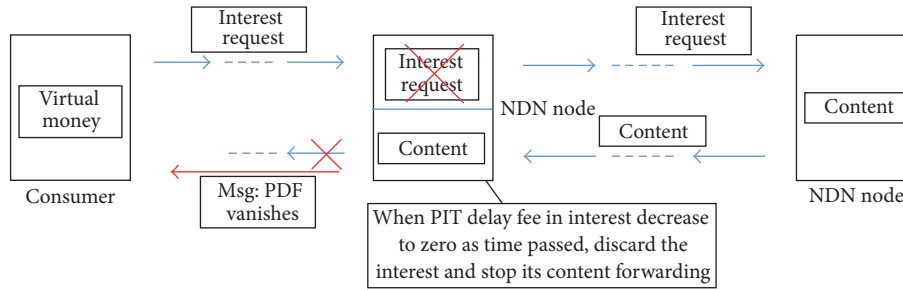 Interest
request
Interest
request
Virtual
money
Consumer
Interest
request
NDN node
Content
Content
Content
NDN node
Msg: PDF
vanishes
When PIT delay fee in interest decrease
to zero as time passed, discard the
interest and stop its content forwarding